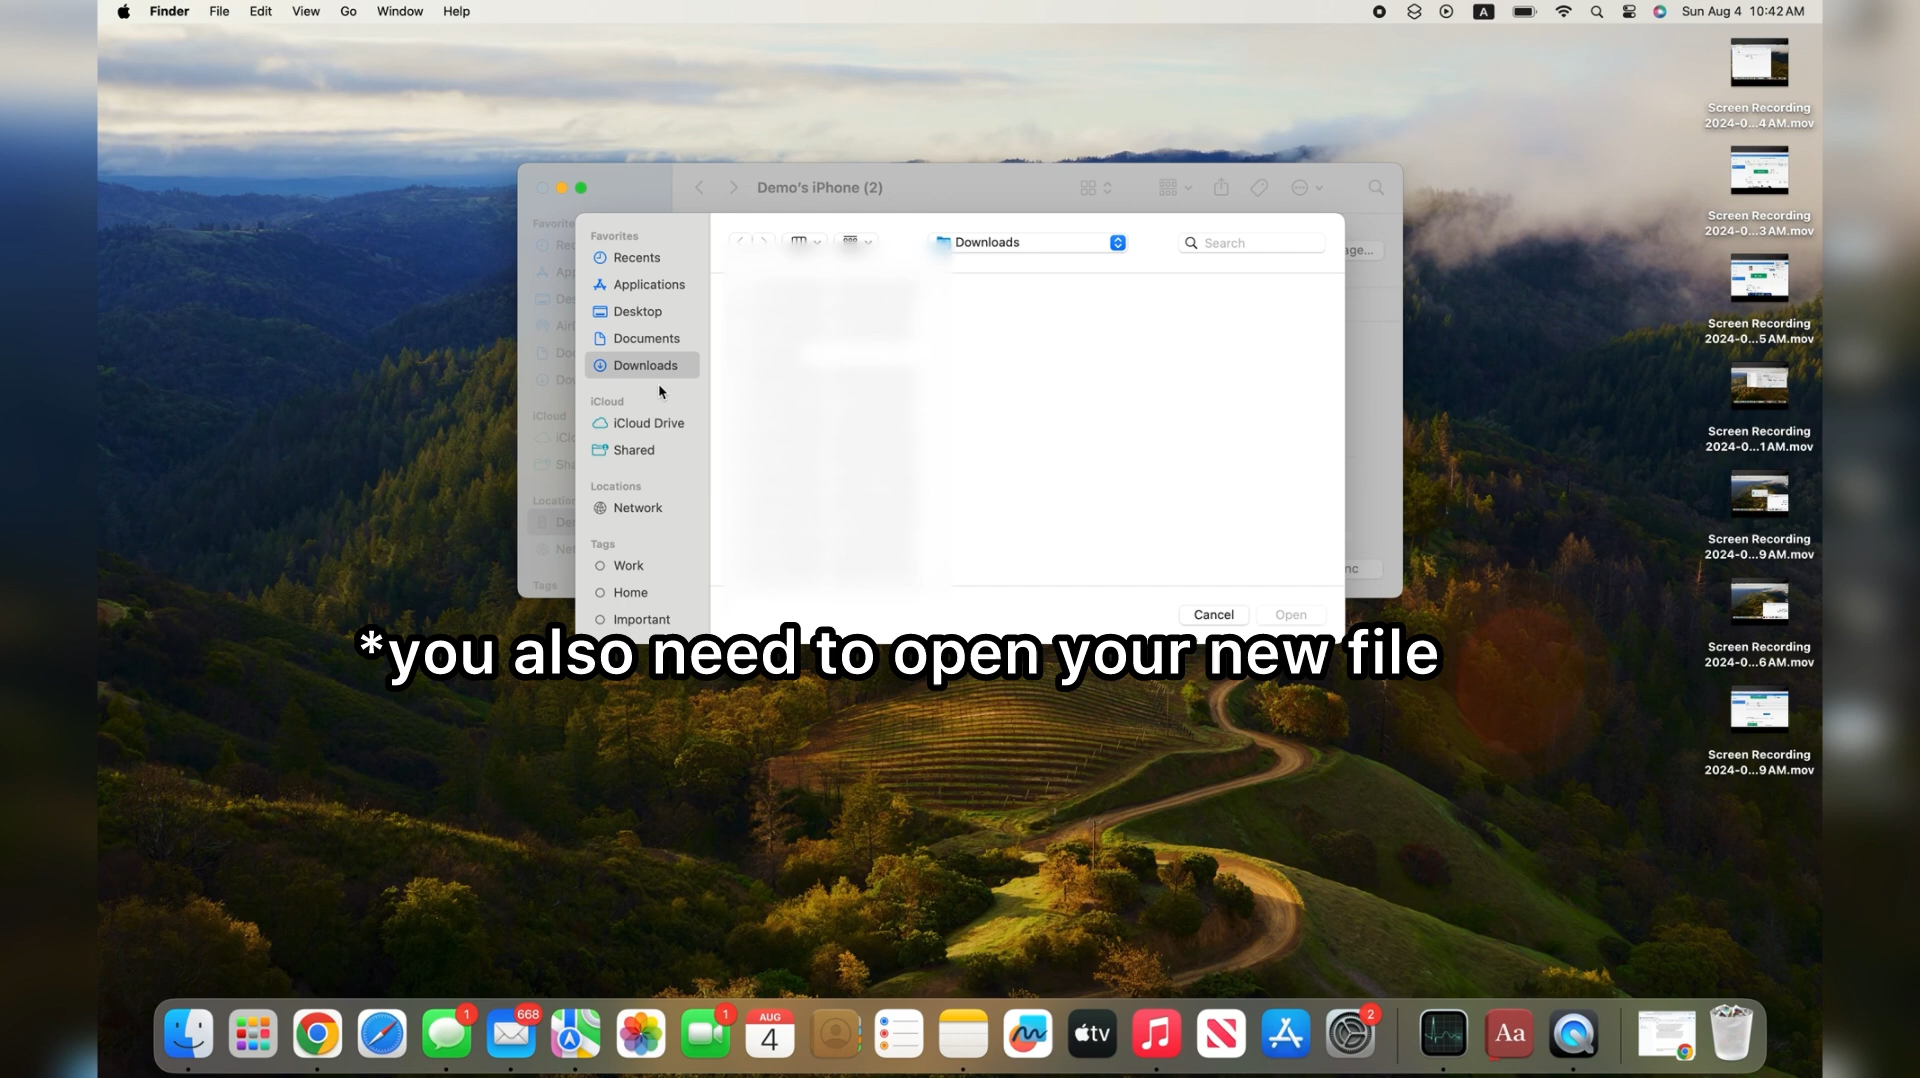 Finder File Edit View Go Window Help
A Sun Aug 4 10:42 AM
Screen Recording
2024-0...4 AM.mov
Screen Recording
2024-0...3 AM.mov
Screen Recording
2024-0...5 AM.mov
Screen Recording
2024-0...1 AM.mov
Screen Recording
2024-0...9 AM.mov
Screen Recording
2024-0...6 AM.mov
Screen Recording
2024-0...9 AM.mov
Demo's iPhone (2)
Favorites
Recents
Applications
Desktop
Documents
Downloads
iCloud
iCloud Drive
Shared
Locations
Network
Tags
Work
Home
Important
Downloads
Search
Cancel Open
Tags
*you also need to open your new file
1
668
1
AUG
4
tv
2
Aa